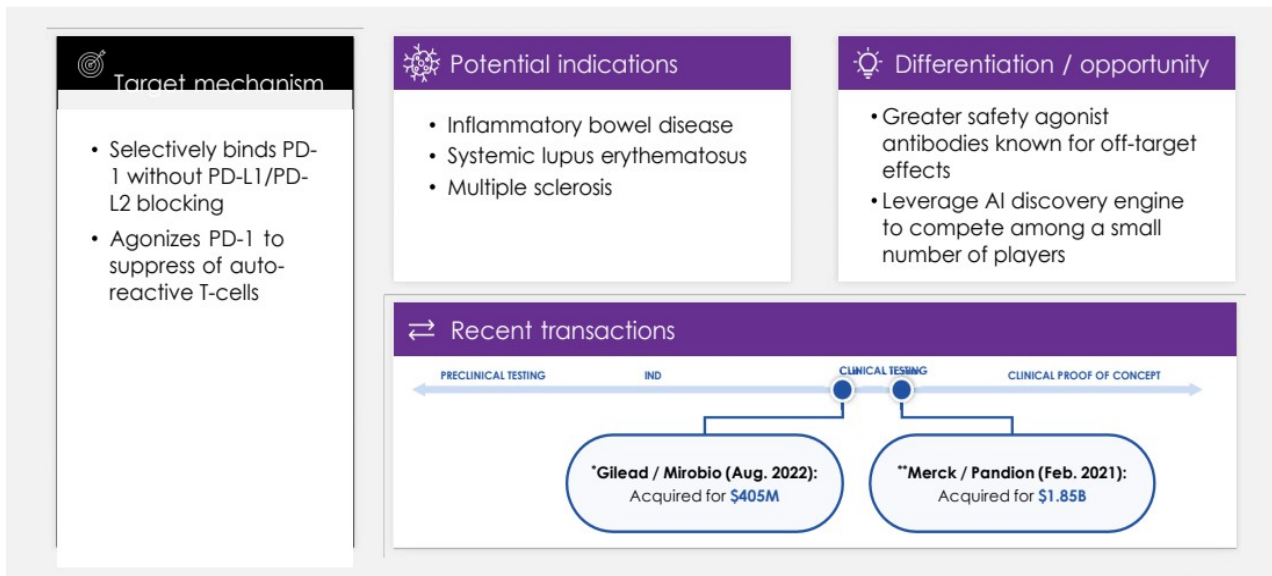 Target mechanism
• Selectively binds PD-
1 without PD-L1/PD-
L2 blocking
• Agonizes PD-1 to
suppress of auto-
reactive T-cells
Potential indications
• Inflammatory bowel disease
• Systemic lupus erythematosus
• Multiple sclerosis
Differentiation / opportunity
• Greater safety agonist
antibodies known for off-target
effects
• Leverage AI discovery engine
to compete among a small
number of players
Recent transactions
PRECLINICAL TESTING
IND
CLINICAL TESTING
CLINICAL PROOF OF CONCEPT
*Gilead / Mirobio (Aug. 2022):
Acquired for $405M
**Merck / Pandion (Feb. 2021):
Acquired for $1.85B